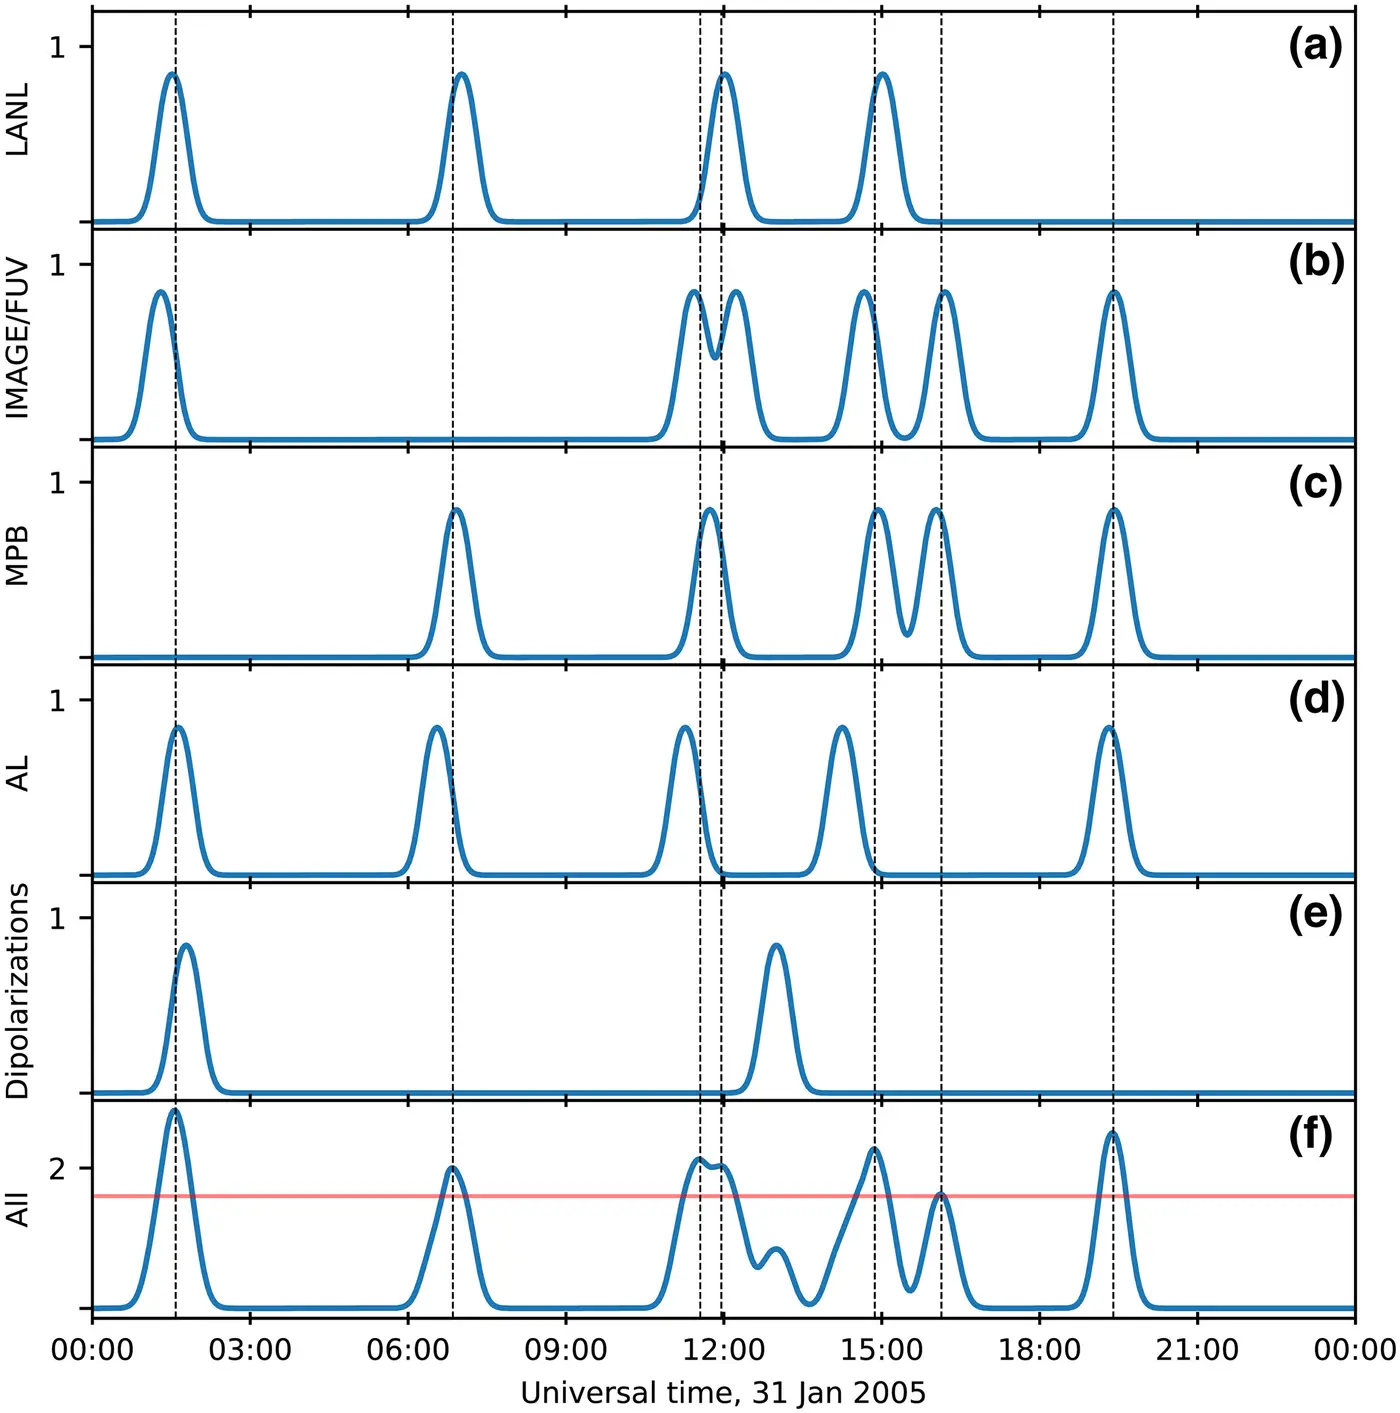 (a)
1
LANL
(b)
1
IMAGE/FUV
(c)
1
MPB
(d)
1
AL
(e)
1
Dipolarizations
(f)
2
All
00:00 03:00 06:00 09:00 12:00 15:00 18:00 21:00 00:00
Universal time, 31 Jan 2005